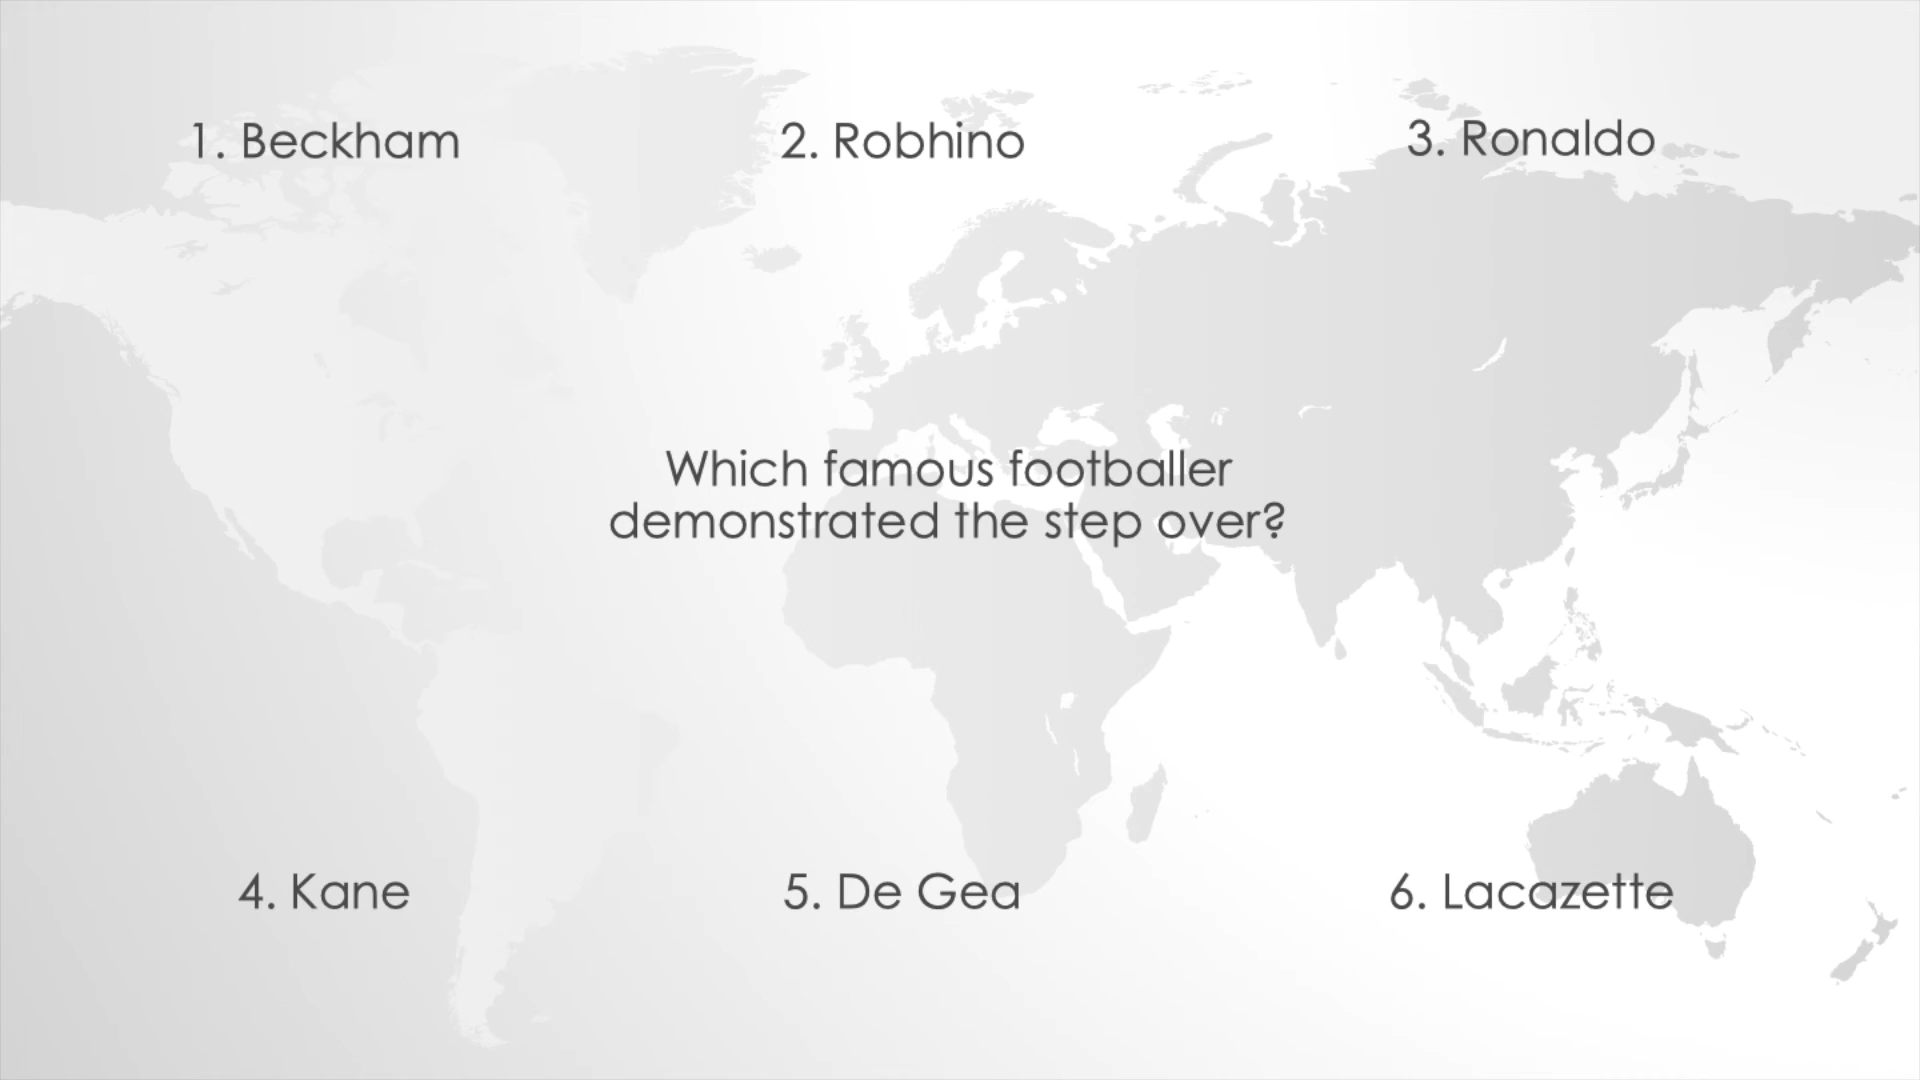 1. Beckham
2. Robhino
3. Ronaldo
Which famous footballer
demonstrated the step over?
4. Kane
5. De Gea
6. Lacazette